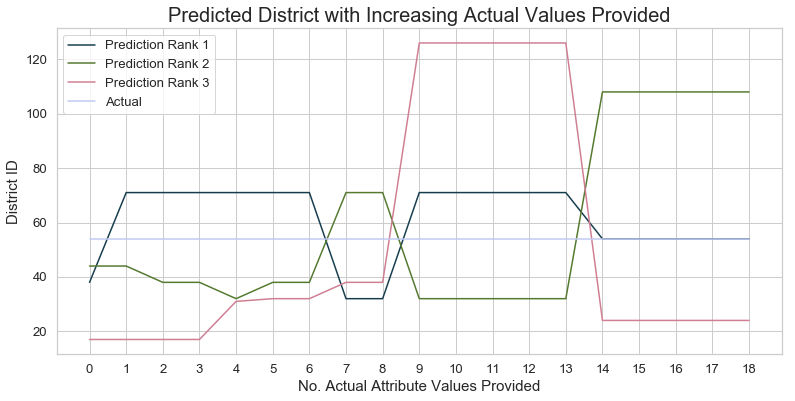 Predicted District with Increasing Actual Values Provided
Prediction Rank 1
Prediction Rank 2
Prediction Rank 3
Actual
120
100
80
60
40
20
District ID
0 1 2 3 4 5 6 7 8 9 10 11 12 13 14 15 16 17 18
No. Actual Attribute Values Provided